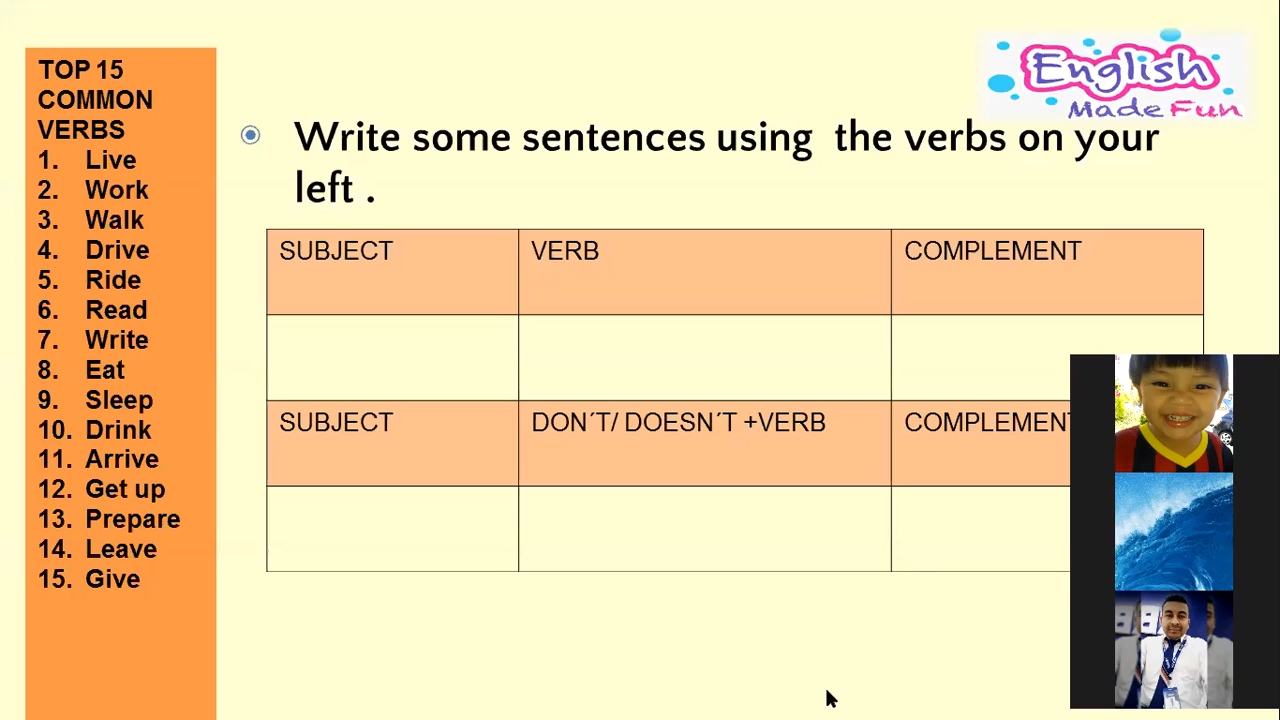 TOP 15
COMMON
VERBS
1. Live
2. Work
3. Walk
4. Drive
5. Ride
6. Read
7. Write
8. Eat
9. Sleep
10. Drink
11. Arrive
12. Get up
13. Prepare
14. Leave
15. Give
English
Made Fun
Write some sentences using the verbs on your
left .
SUBJECT VERB COMPLEMENT
SUBJECT DON´T/ DOESN´T +VERB COMPLEMENT